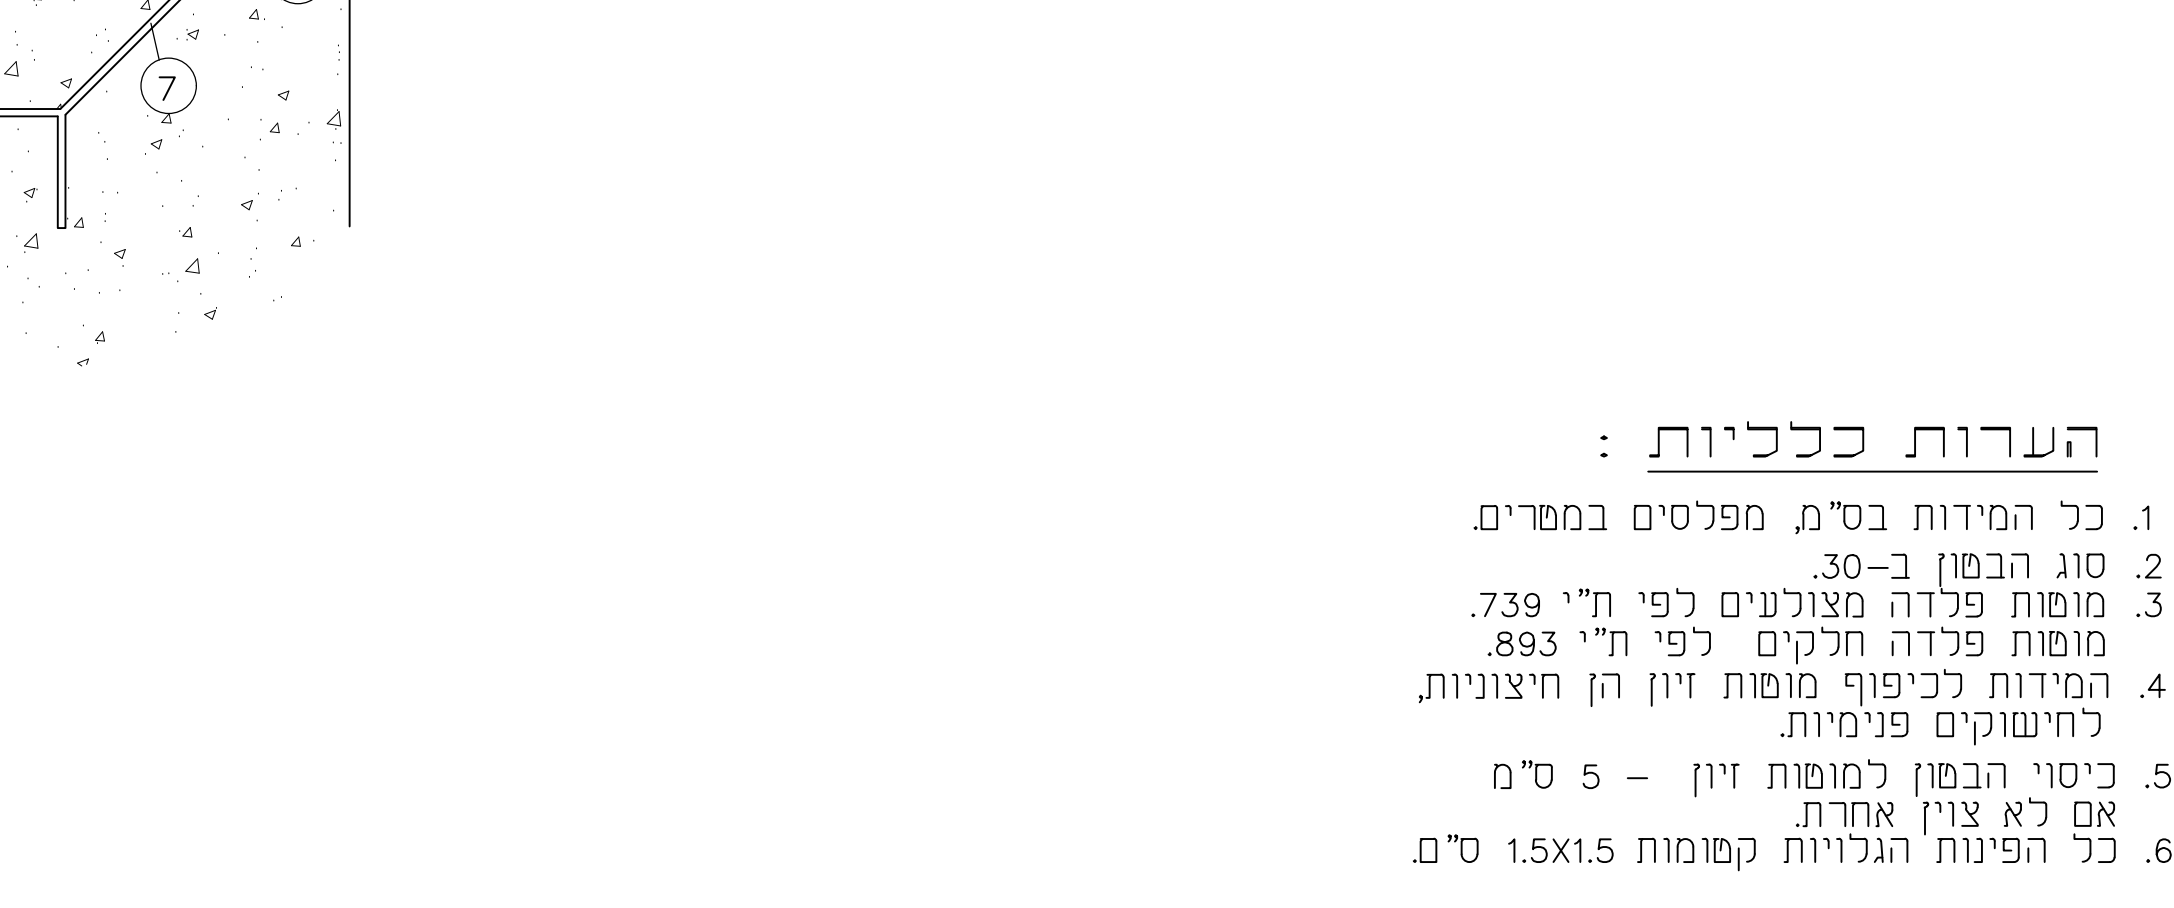 7
הערות כלליות :
1. כל המידות בס"מ, מפלסים במטרים.
2. סוג הבטון ב-30.
3. מוטות פלדה מצולעים לפי ת"י 739.
מוטות פלדה חלקים לפי ת"י 893.
4. המידות לכיפוף מוטות זיון הן חיצוניות,
לחישוקים פנימיות.
5. כיסוי הבטון למוטות זיון - 5 ס"מ
אם לא צוין אחרת.
6. כל הפינות הגלויות קטומות 1.5X1.5 ס"ם.